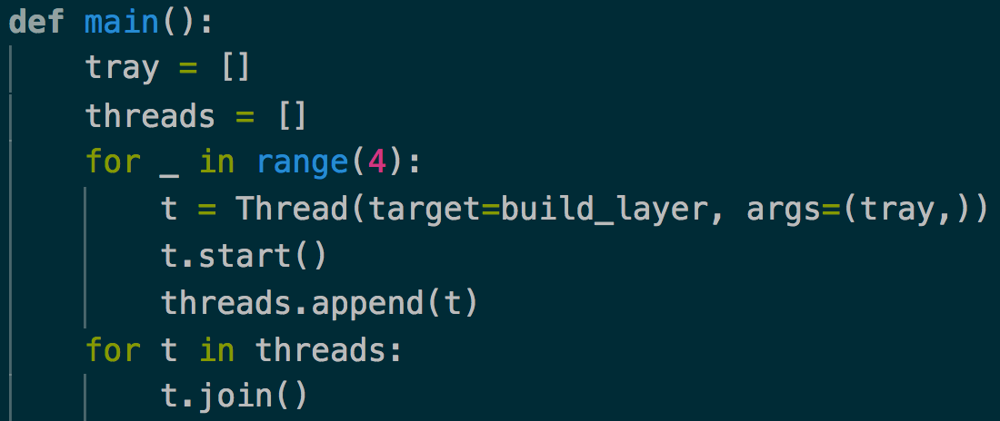 def main():
    tray = []
    threads = []
    for _ in range(4):
        t = Thread(target=build_layer, args=(tray,))
        t.start()
        threads.append(t)
    for t in threads:
        t.join()